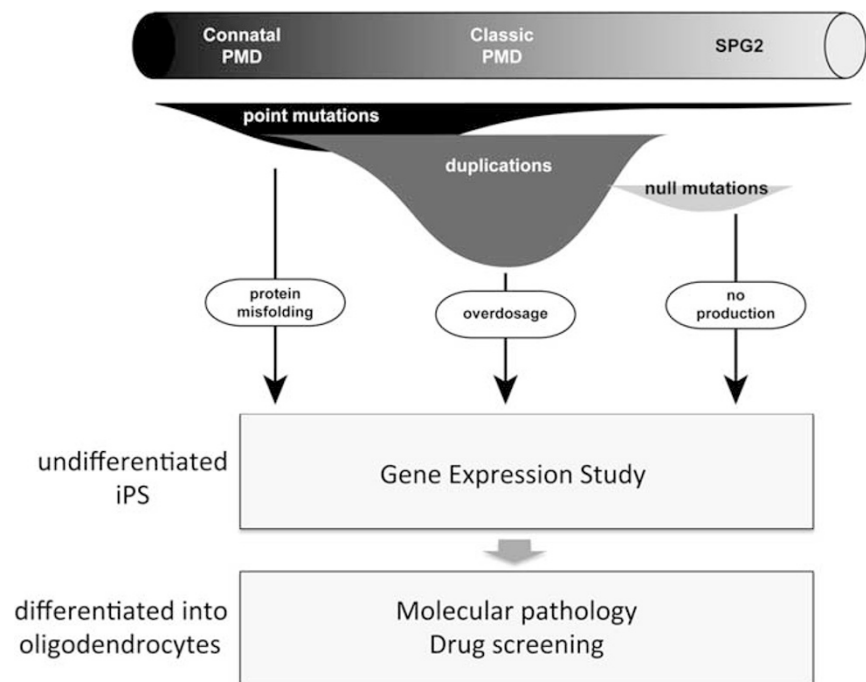 Connatal
PMD
Classic
PMD
SPG2
point mutations
duplications
null mutations
protein
misfolding
overdosage
no
production
undifferentiated
iPS
Gene Expression Study
differentiated into
oligodendrocytes
Molecular pathology
Drug screening